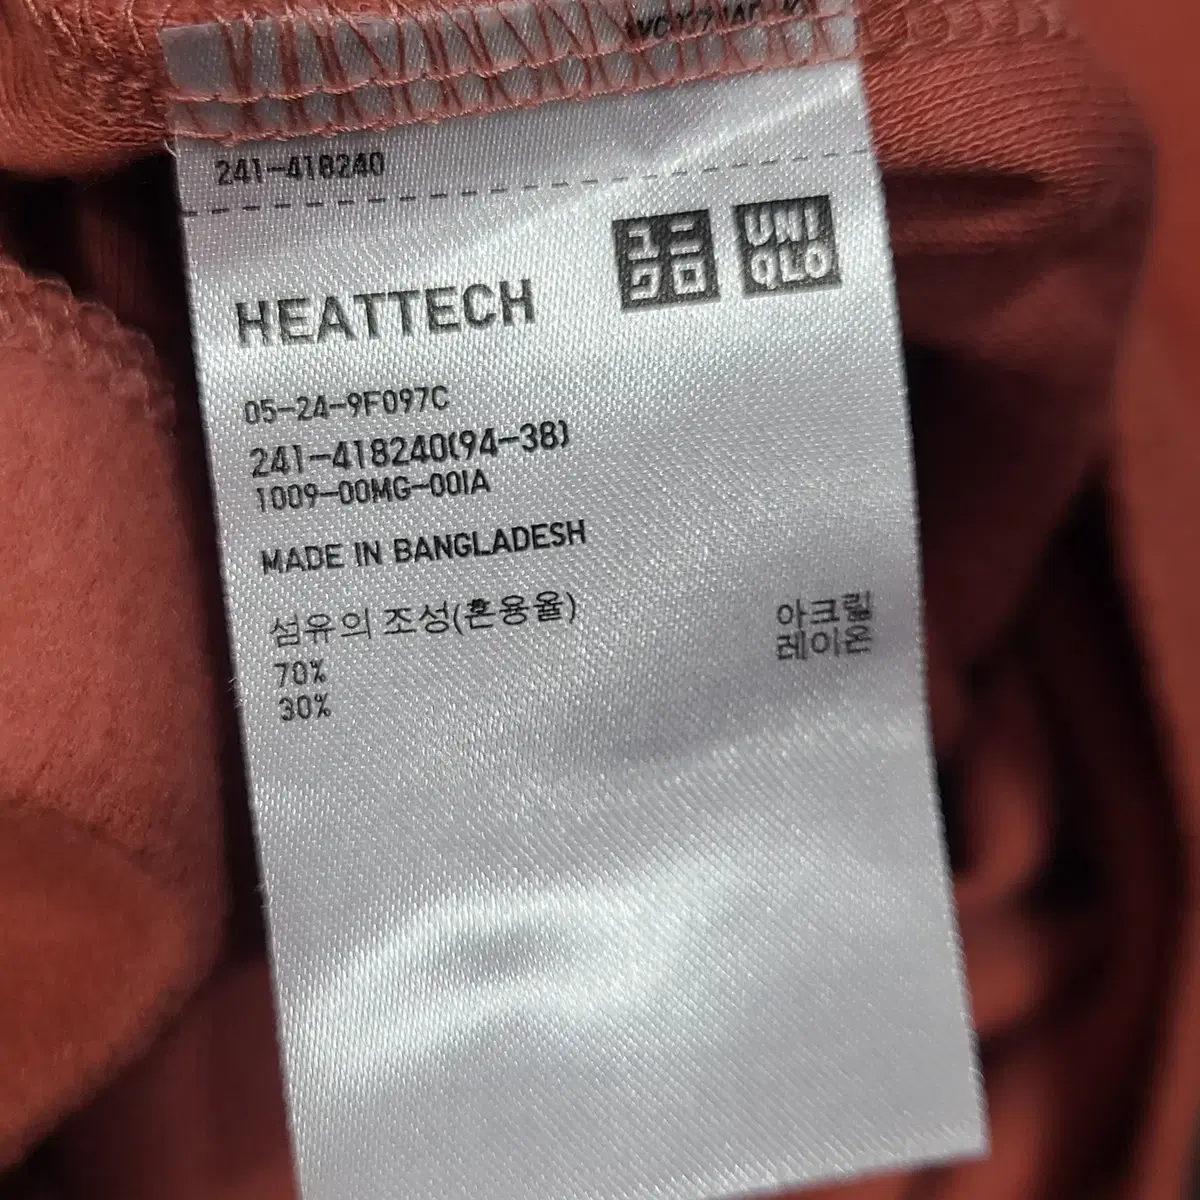 241-418240
ユニ
クロ
UNI
QLO
HEATTECH
05-24-9F097C
241-418240(94-38)
1009-00MG-00IA
MADE IN BANGLADESH
섬유의 조성(혼용율)
아크릴
70%
레이온
30%